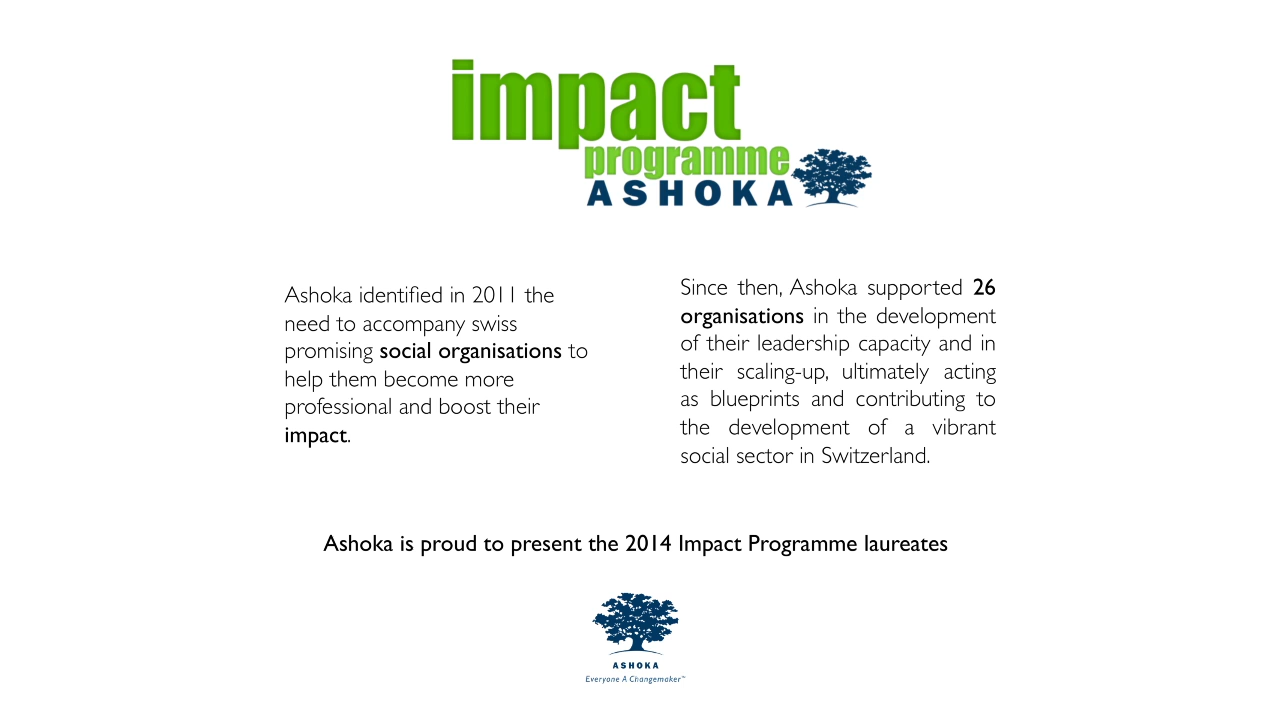 impact
programme
ASHOKA
Ashoka identified in 2011 the
need to accompany swiss
promising social organisations to
help them become more
professional and boost their
impact.
Since then, Ashoka supported 26
organisations in the development
of their leadership capacity and in
their scaling-up, ultimately acting
as blueprints and contributing to
the development of a vibrant
social sector in Switzerland.
Ashoka is proud to present the 2014 Impact Programme laureates
ASHOKA
Everyone A Changemaker™